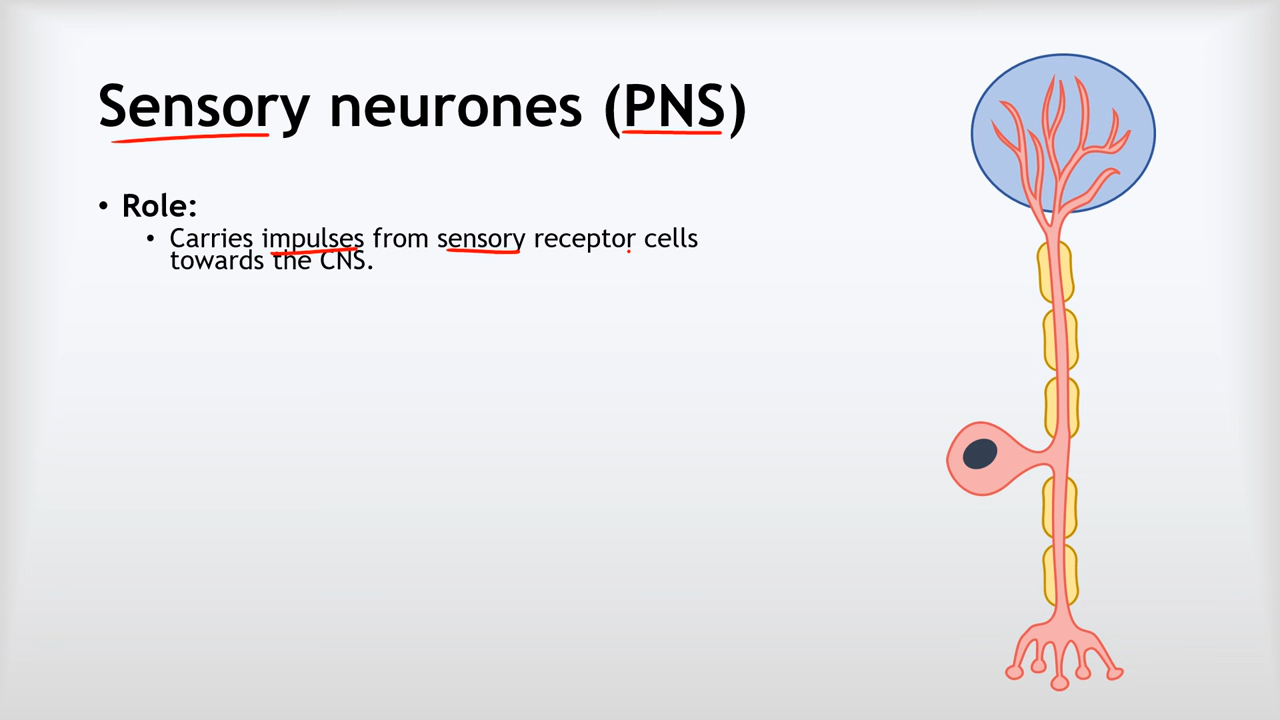 Sensory neurones (PNS)
• Role:
• Carries impulses from sensory receptor cells
towards the CNS.